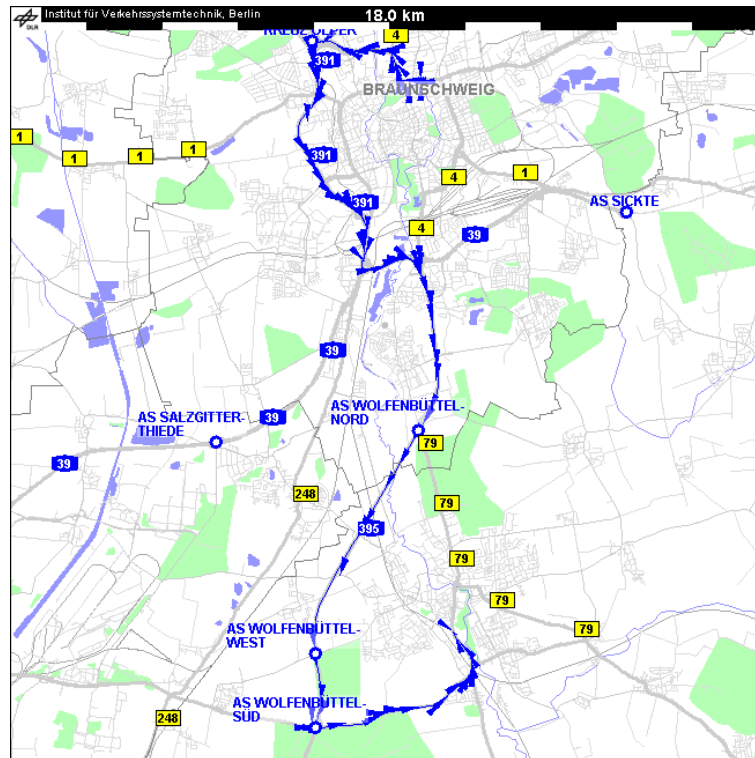 DLR
Institut für Verkehrssystemtechnik, Berlin
18.0 km
KREUZ ÖLPER
4
391
BRAUNSCHWEIG
1
1
1
1
391
4
1
391
AS SICKTE
4
39
39
AS WOLFENBÜTTEL-
NORD
AS SALZGITTER-
THIEDE
39
79
39
248
79
395
79
79
79
AS WOLFENBÜTTEL-
WEST
AS WOLFENBÜTTEL-
SÜD
248